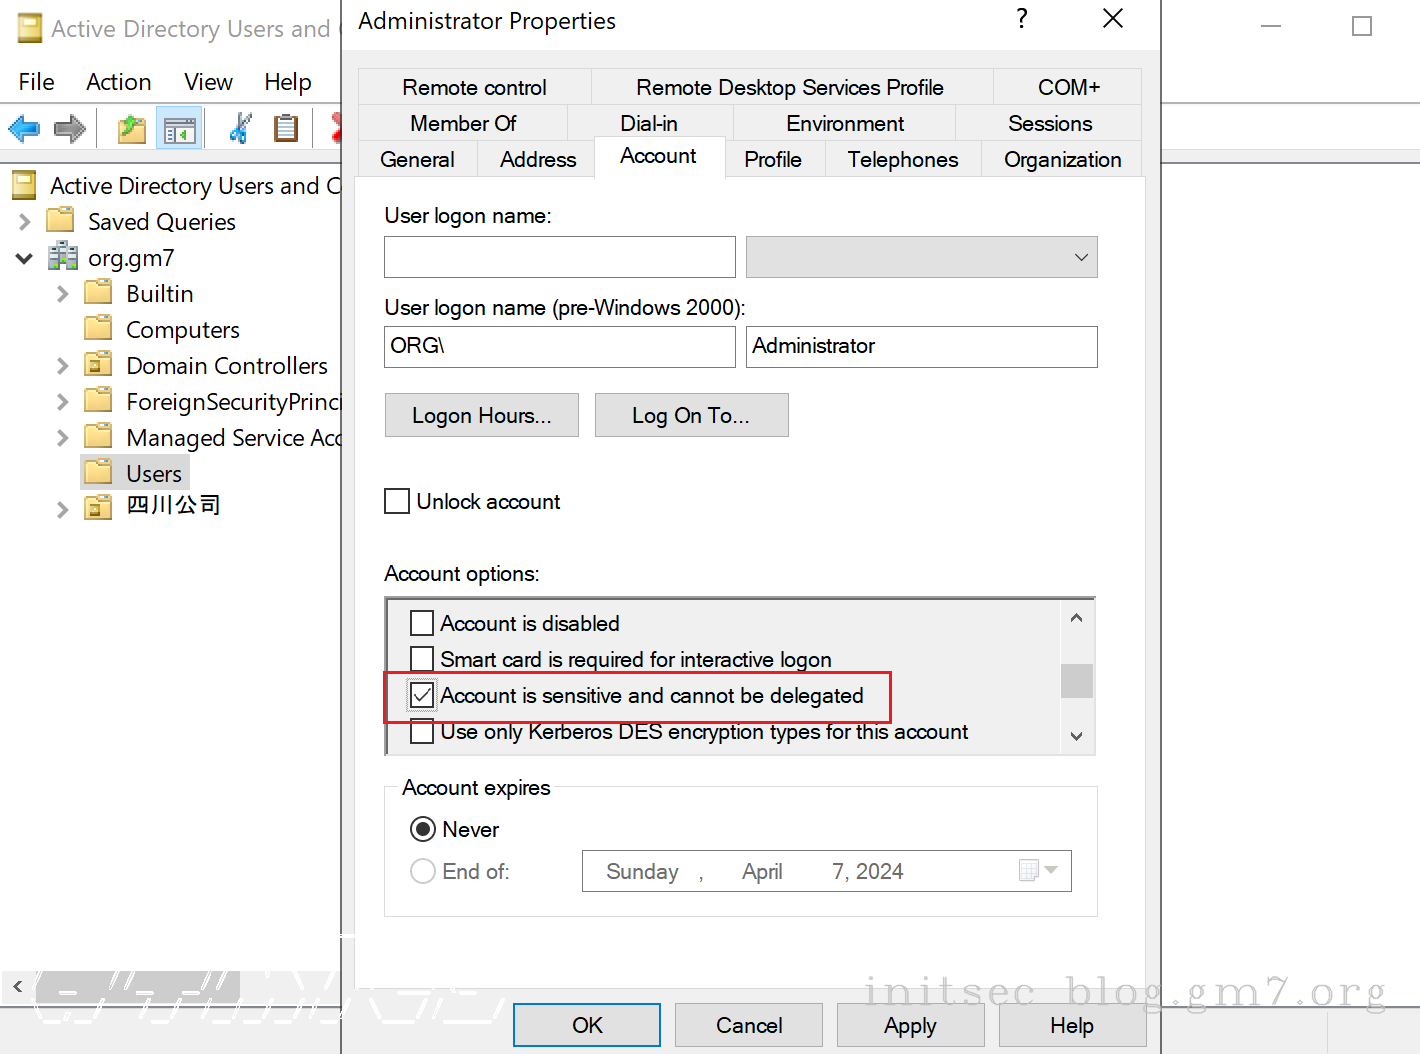 Active Directory Users and
Administrator Properties
File Action View Help
Remote control Remote Desktop Services Profile COM+
Member Of Dial-in Environment Sessions
General Address Account Profile Telephones Organization
Active Directory Users and C
Saved Queries
org.gm7
Builtin
Computers
Domain Controllers
ForeignSecurityPrinci
Managed Service Acc
Users
四川公司
User logon name:
User logon name (pre-Windows 2000):
ORG\ Administrator
Logon Hours... Log On To...
Unlock account
Account options:
Account is disabled
Smart card is required for interactive logon
Account is sensitive and cannot be delegated
Use only Kerberos DES encryption types for this account
Account expires
Never
End of: Sunday , April 7, 2024
initsec blog.gm7.org
OK Cancel Apply Help